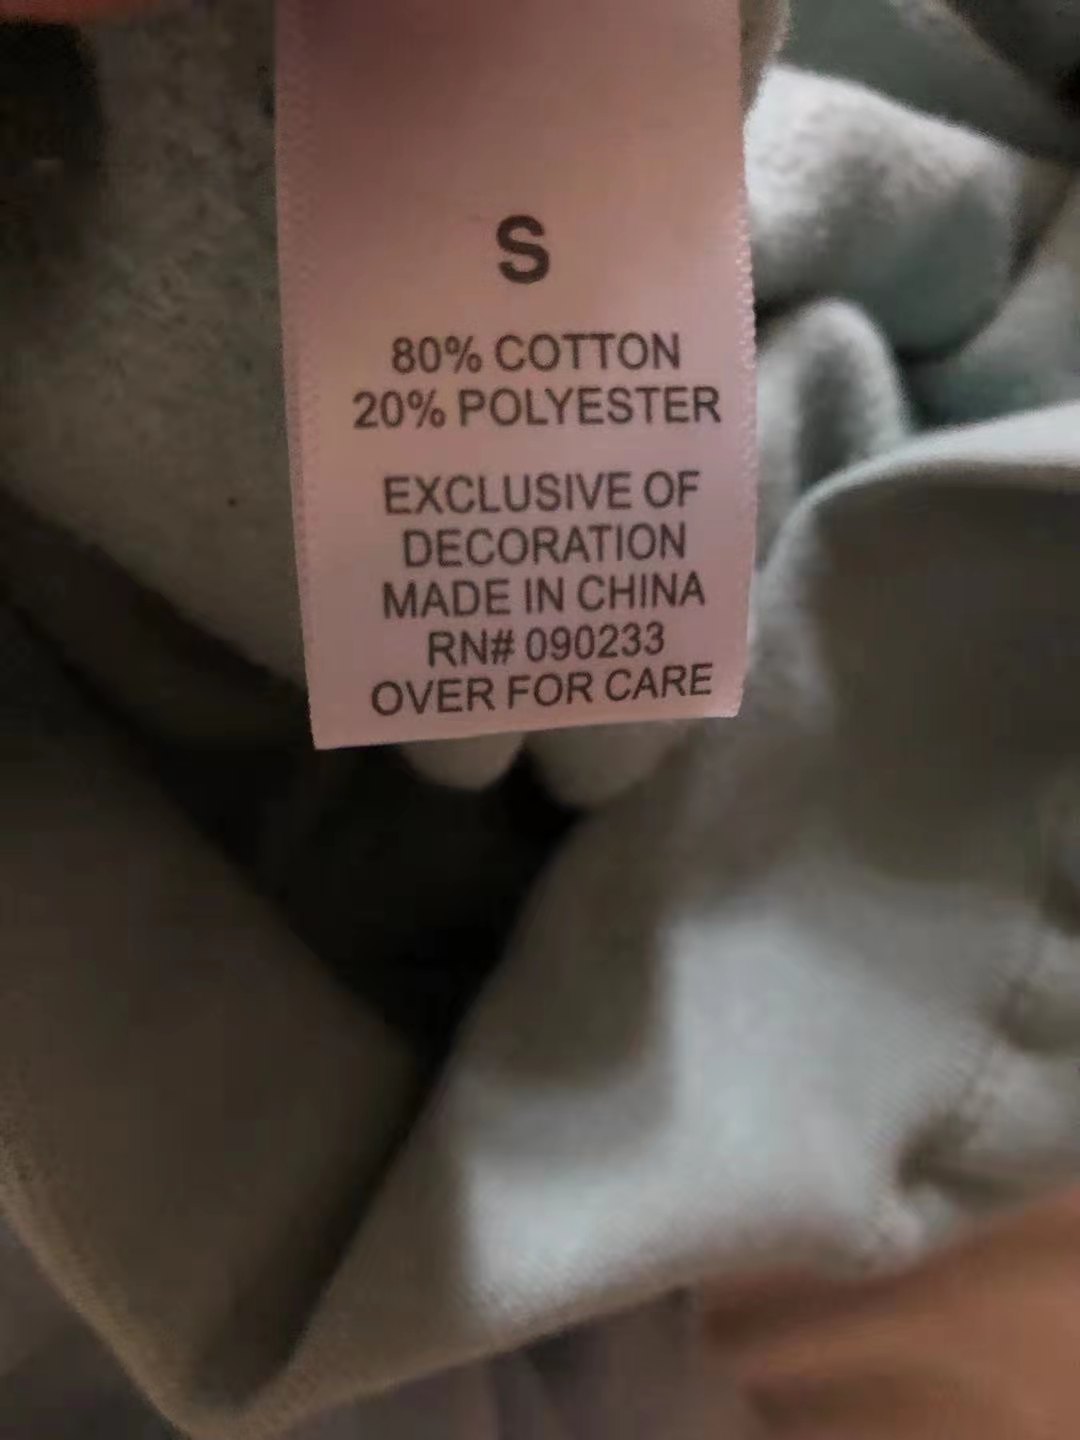 S
80% COTTON
20% POLYESTER
EXCLUSIVE OF
DECORATION
MADE IN CHINA
RN# 090233
OVER FOR CARE